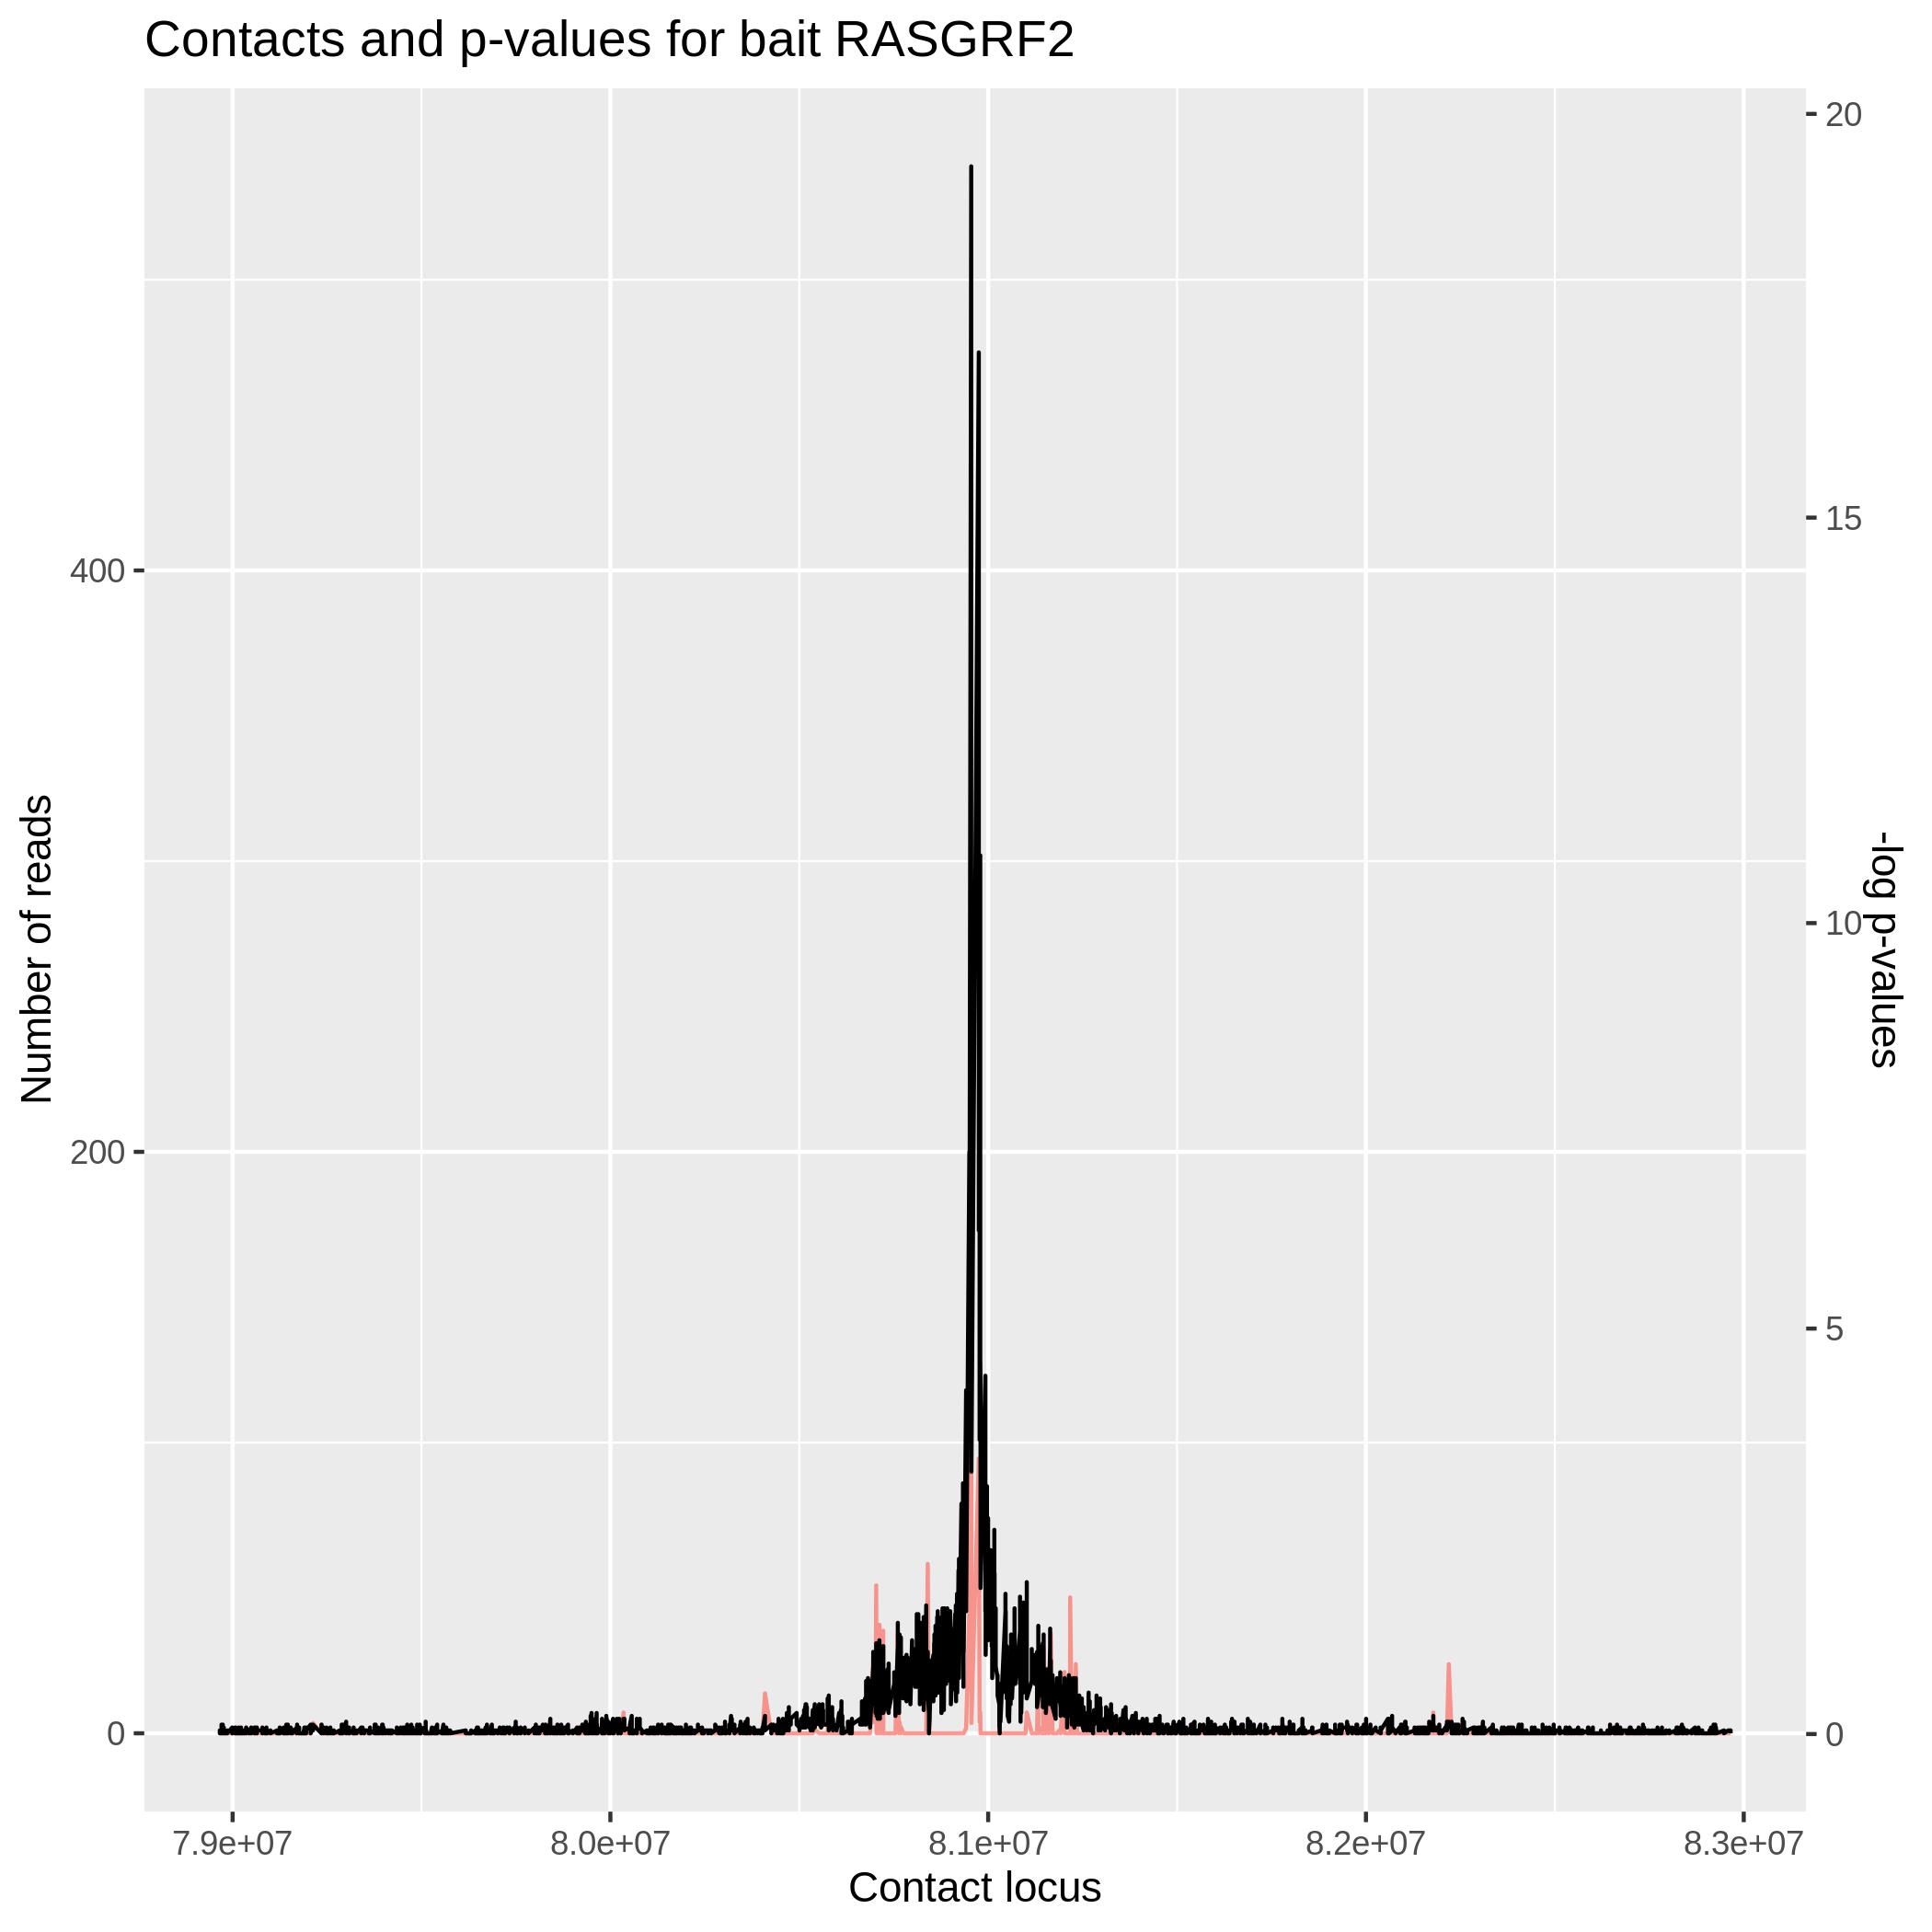 Contacts and p-values for bait RASGRF2
Number of reads
400
200
0
20
15
10
5
0
-log p-values
7.9e+07 8.0e+07 8.1e+07 8.2e+07 8.3e+07
Contact locus